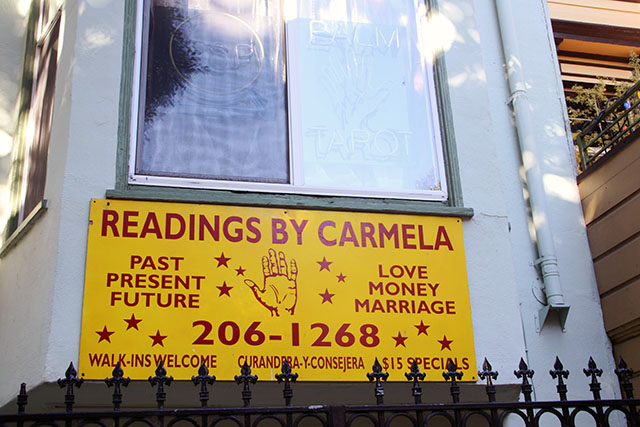 ESP
PALM
TAROT
READINGS BY CARMELA
PAST
PRESENT
FUTURE
LOVE
MONEY
MARRIAGE
206-1268
WALK-INS WELCOME CURANDERA-Y-CONSEJERA $15 SPECIALS